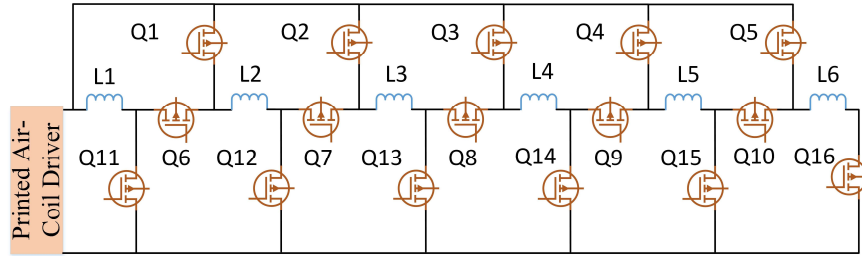 Q1
Q2
Q3
Q4
Q5
L1
L2
L3
L4
L5
L6
Q11
Q6
Q12
Q7
Q13
Q8
Q14
Q9
Q15
Q10
Q16
Printed Air-
Coil Driver